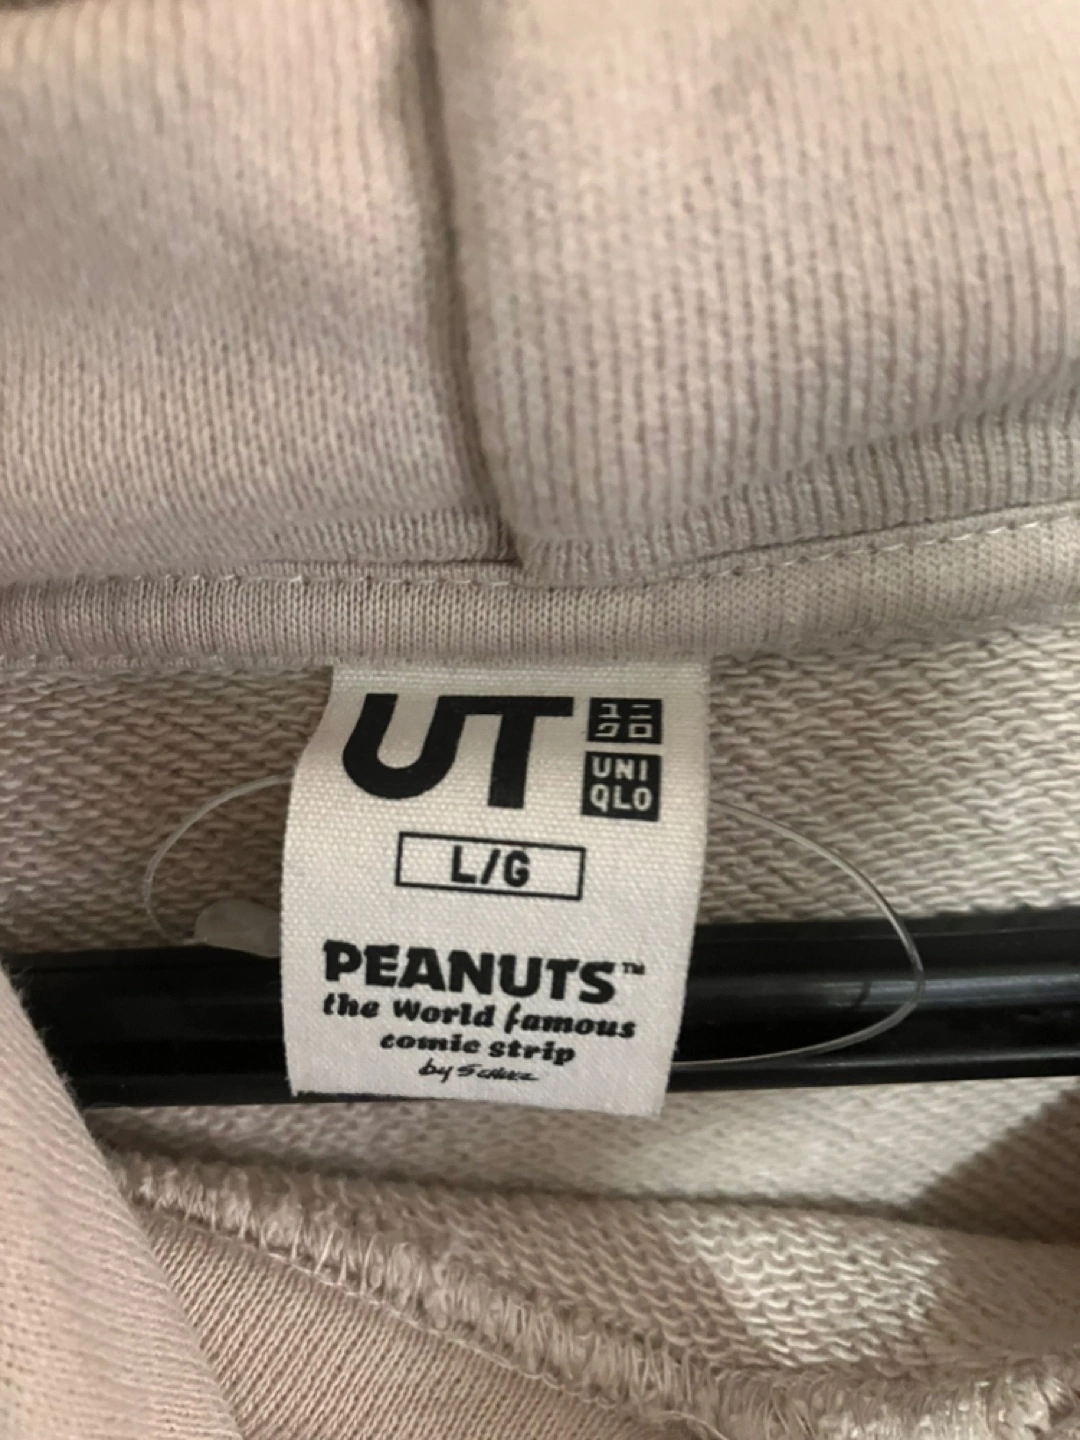 UT
ユニ
クロ
UNI
QLO
L/G
PEANUTS™
the World famous
comic strip
by Schulz